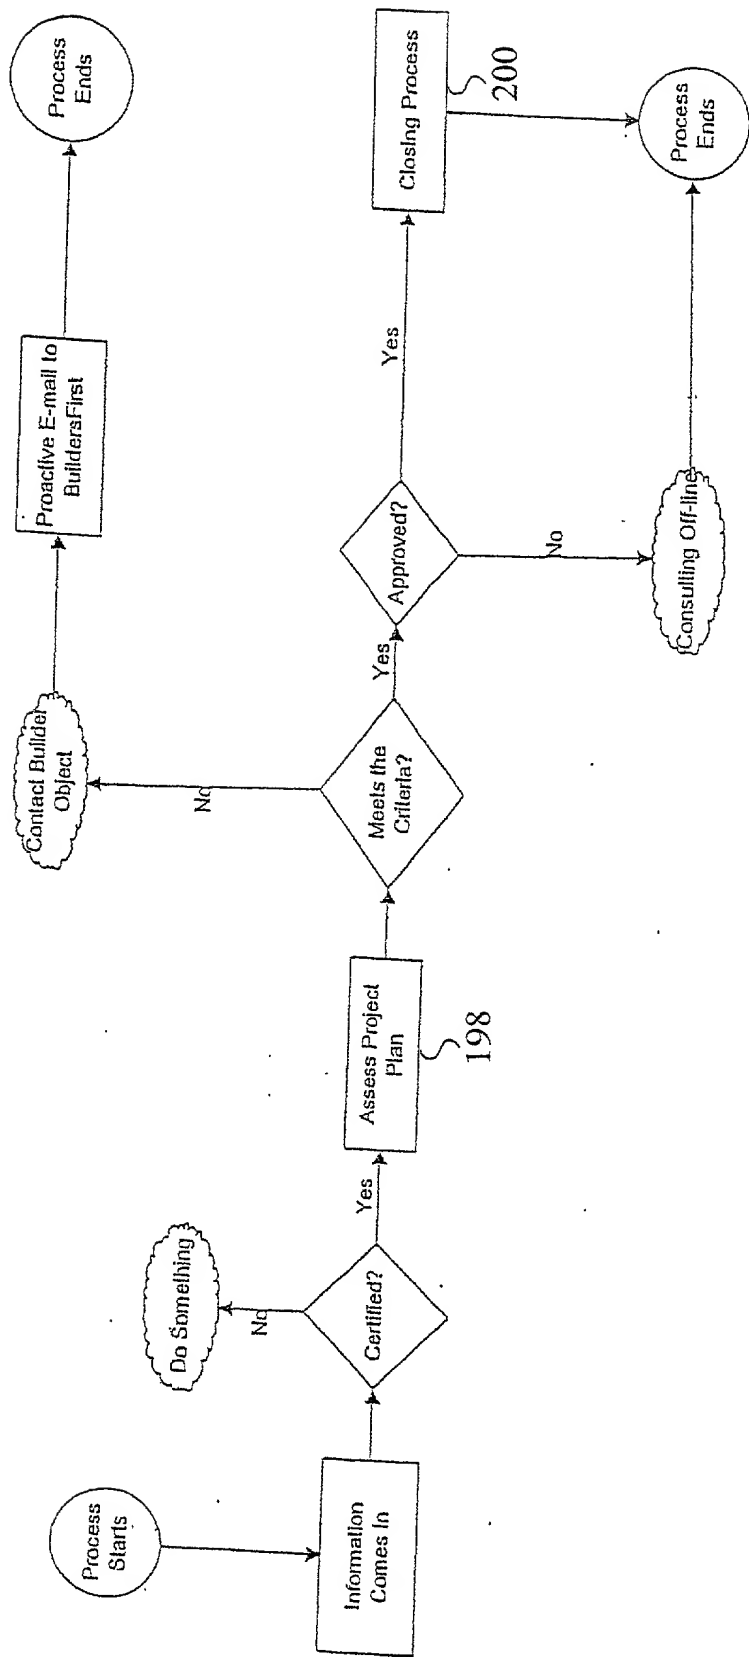 Process
Starts
Information
Comes In
Certified?
No
Do Something
Yes
Assess Project
Plan
198
Meets the
Criteria?
No
Contact Builder
Object
Proactive E-mail to
BuildersFirst
Process
Ends
Yes
Approved?
No
Consulting Off-line
Yes
Closing Process
200
Process
Ends